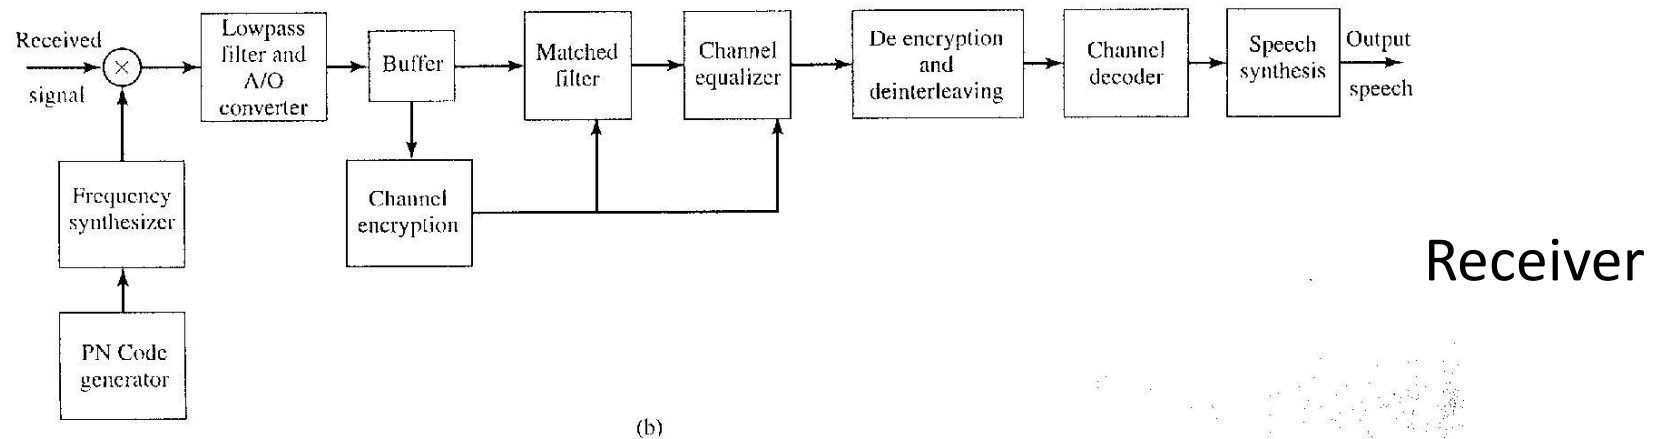 Received
signal
Lowpass
filter and
A/O
converter
Buffer
Matched
filter
Channel
equalizer
De encryption
and
deinterleaving
Channel
decoder
Speech
synthesis
Output
speech
Frequency
synthesizer
Channel
encryption
Receiver
PN Code
generator
(b)